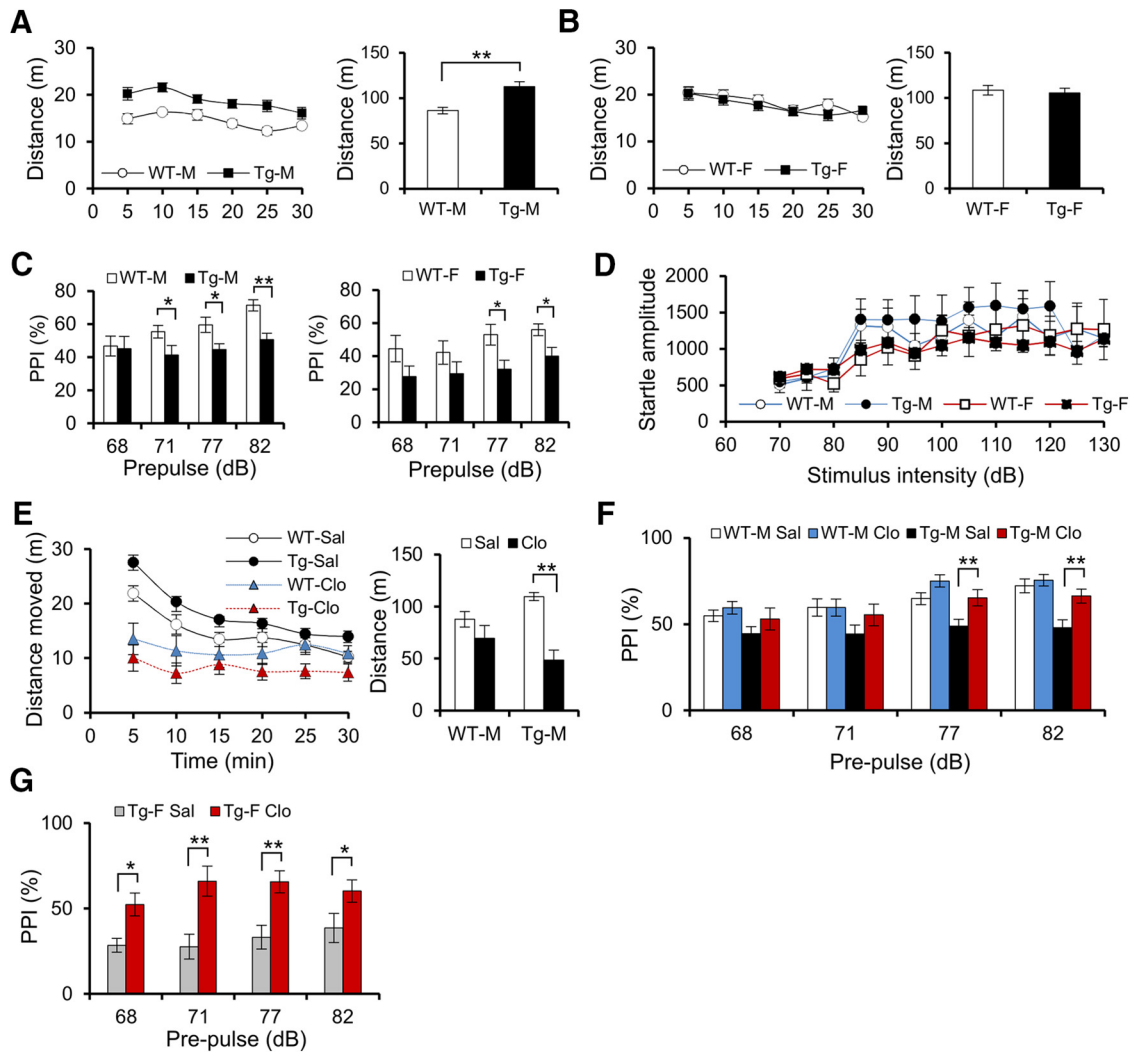 A
Distance (m)
30
20
10
0
WT-M Tg-M
0 5 10 15 20 25 30
Distance (m)
150
100
50
0
**
WT-M Tg-M
B
Distance (m)
30
20
10
0
WT-F Tg-F
0 5 10 15 20 25 30
Distance (m)
150
100
50
0
WT-F Tg-F
C
WT-M Tg-M
PPI (%)
80
60
40
20
0
* * **
68 71 77 82
Prepulse (dB)
WT-F Tg-F
PPI (%)
80
60
40
20
0
* *
68 71 77 82
Prepulse (dB)
D
Startle amplitude
2000
1500
1000
500
0
WT-M Tg-M WT-F Tg-F
60 70 80 90 100 110 120 130
Stimulus intensity (dB)
E
Distance moved (m)
30
20
10
0
WT-Sal
Tg-Sal
WT-Clo
Tg-Clo
0 5 10 15 20 25 30
Time (min)
Distance (m)
150
100
50
0
Sal Clo
**
WT-M Tg-M
F
WT-M Sal WT-M Clo Tg-M Sal Tg-M Clo
PPI (%)
100
50
0
** **
68 71 77 82
Pre-pulse (dB)
G
Tg-F Sal Tg-F Clo
PPI (%)
100
50
0
* ** ** *
68 71 77 82
Pre-pulse (dB)